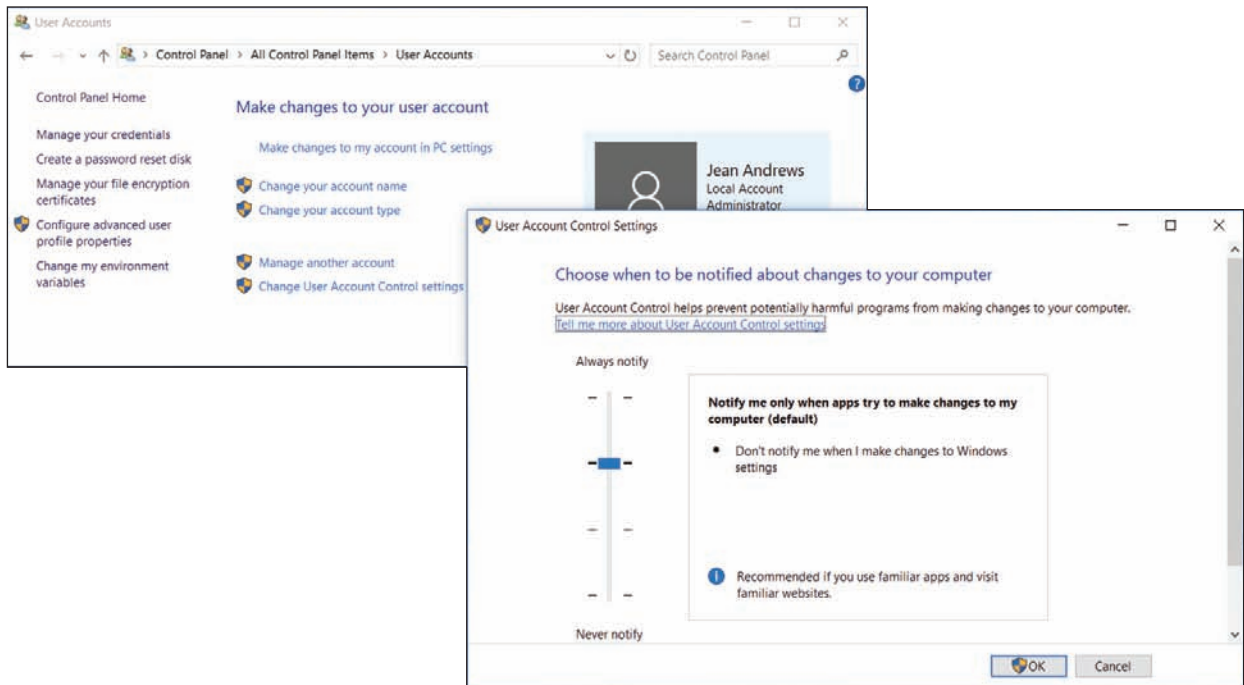 User Accounts
Control Panel > All Control Panel Items > User Accounts
Search Control Panel
?
Control Panel Home
Manage your credentials
Create a password reset disk
Manage your file encryption
certificates
Configure advanced user
profile properties
Change my environment
variables
Make changes to your user account
Make changes to my account in PC settings
Change your account name
Change your account type
Manage another account
Change User Account Control settings
Jean Andrews
Local Account
Administrator
User Account Control Settings
Choose when to be notified about changes to your computer
User Account Control helps prevent potentially harmful programs from making changes to your computer.
Tell me more about User Account Control settings
Always notify
Notify me only when apps try to make changes to my
computer (default)
• Don't notify me when I make changes to Windows
settings
Recommended if you use familiar apps and visit
familiar websites.
Never notify
OK
Cancel